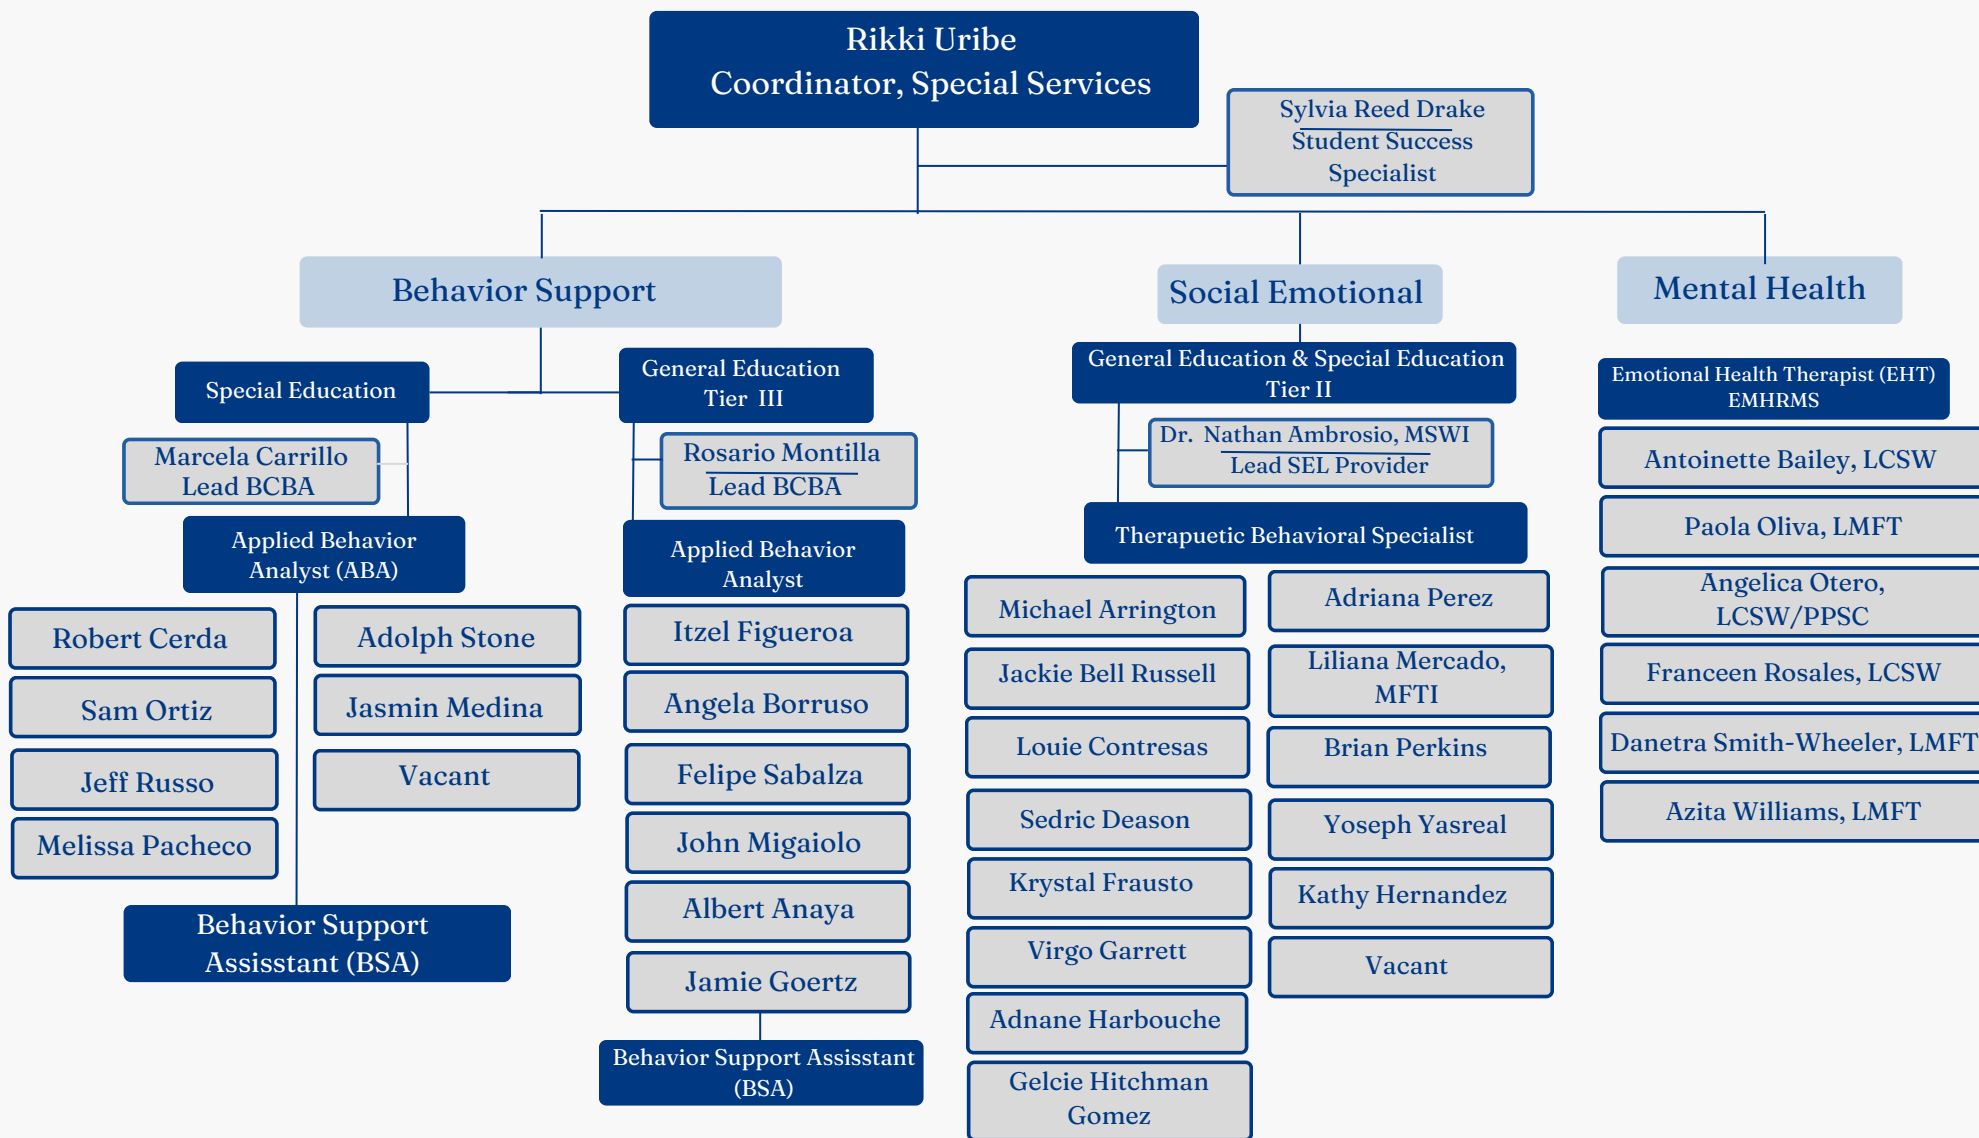 Rikki Uribe
Coordinator, Special Services
Sylvia Reed Drake
Student Success
Specialist
Behavior Support
Social Emotional
Mental Health
Special Education
General Education
Tier III
Marcela Carrillo
Lead BCBA
Rosario Montilla
Lead BCBA
Applied Behavior
Analyst (ABA)
Robert Cerda
Sam Ortiz
Jeff Russo
Melissa Pacheco
Adolph Stone
Jasmin Medina
Vacant
Behavior Support
Assisstant (BSA)
Applied Behavior
Analyst
Itzel Figueroa
Angela Borruso
Felipe Sabalza
John Migaiolo
Albert Anaya
Jamie Goertz
Behavior Support Assisstant
(BSA)
General Education & Special Education
Tier II
Dr. Nathan Ambrosio, MSWI
Lead SEL Provider
Therapuetic Behavioral Specialist
Michael Arrington
Jackie Bell Russell
Louie Contresas
Sedric Deason
Krystal Frausto
Virgo Garrett
Adnane Harbouche
Gelcie Hitchman
Gomez
Adriana Perez
Liliana Mercado,
MFTI
Brian Perkins
Yoseph Yasreal
Kathy Hernandez
Vacant
Emotional Health Therapist (EHT)
EMHRMS
Antoinette Bailey, LCSW
Paola Oliva, LMFT
Angelica Otero,
LCSW/PPSC
Franceen Rosales, LCSW
Danetra Smith-Wheeler, LMFT
Azita Williams, LMFT